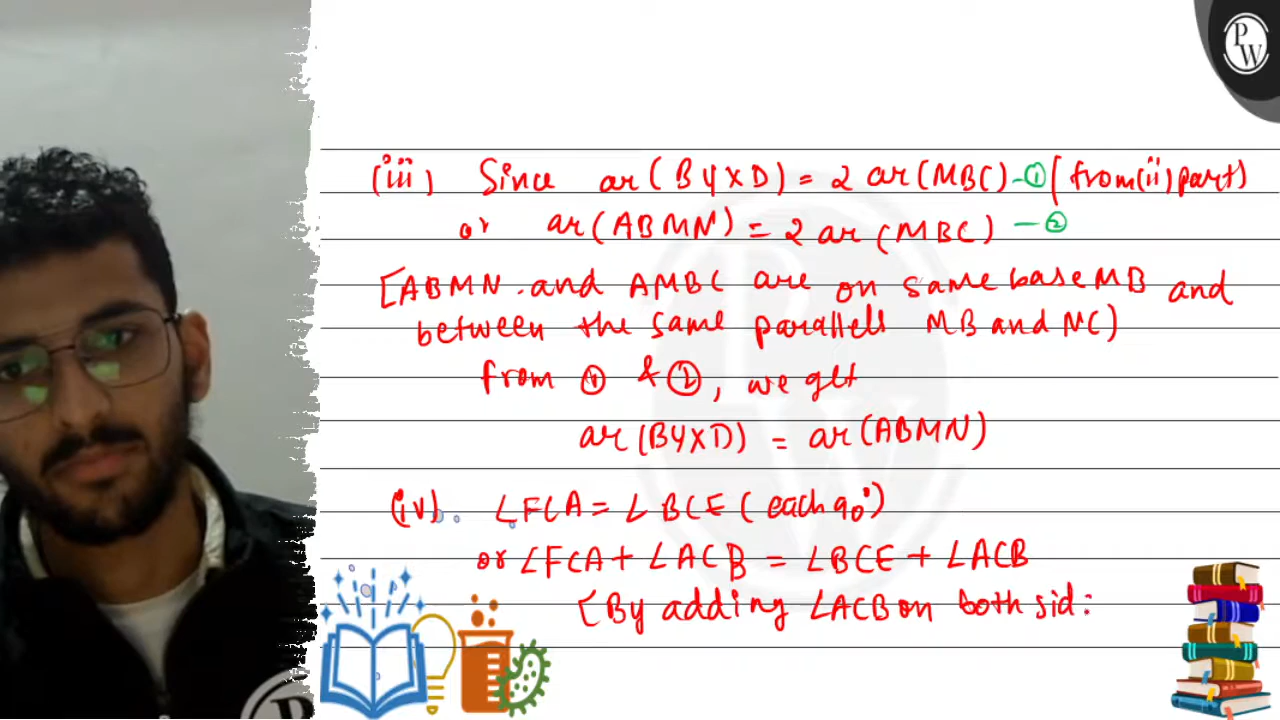 PW
(iii) Since ar(BYXD) = 2 ar(MBC) -① (from (ii) part)
or ar(ABMN) = 2 ar(MBC) -②
[ABMN. and AMBC are on same base MB and
between the same parallels MB and NC)
from ① & ②, we get
ar(BYXD) = ar(ABMN)
(iv). ∠FCA = ∠BCE (each 90°)
or ∠FCA + ∠ACB = ∠BCE + ∠ACB
[By adding ∠ACB on both sid:
P